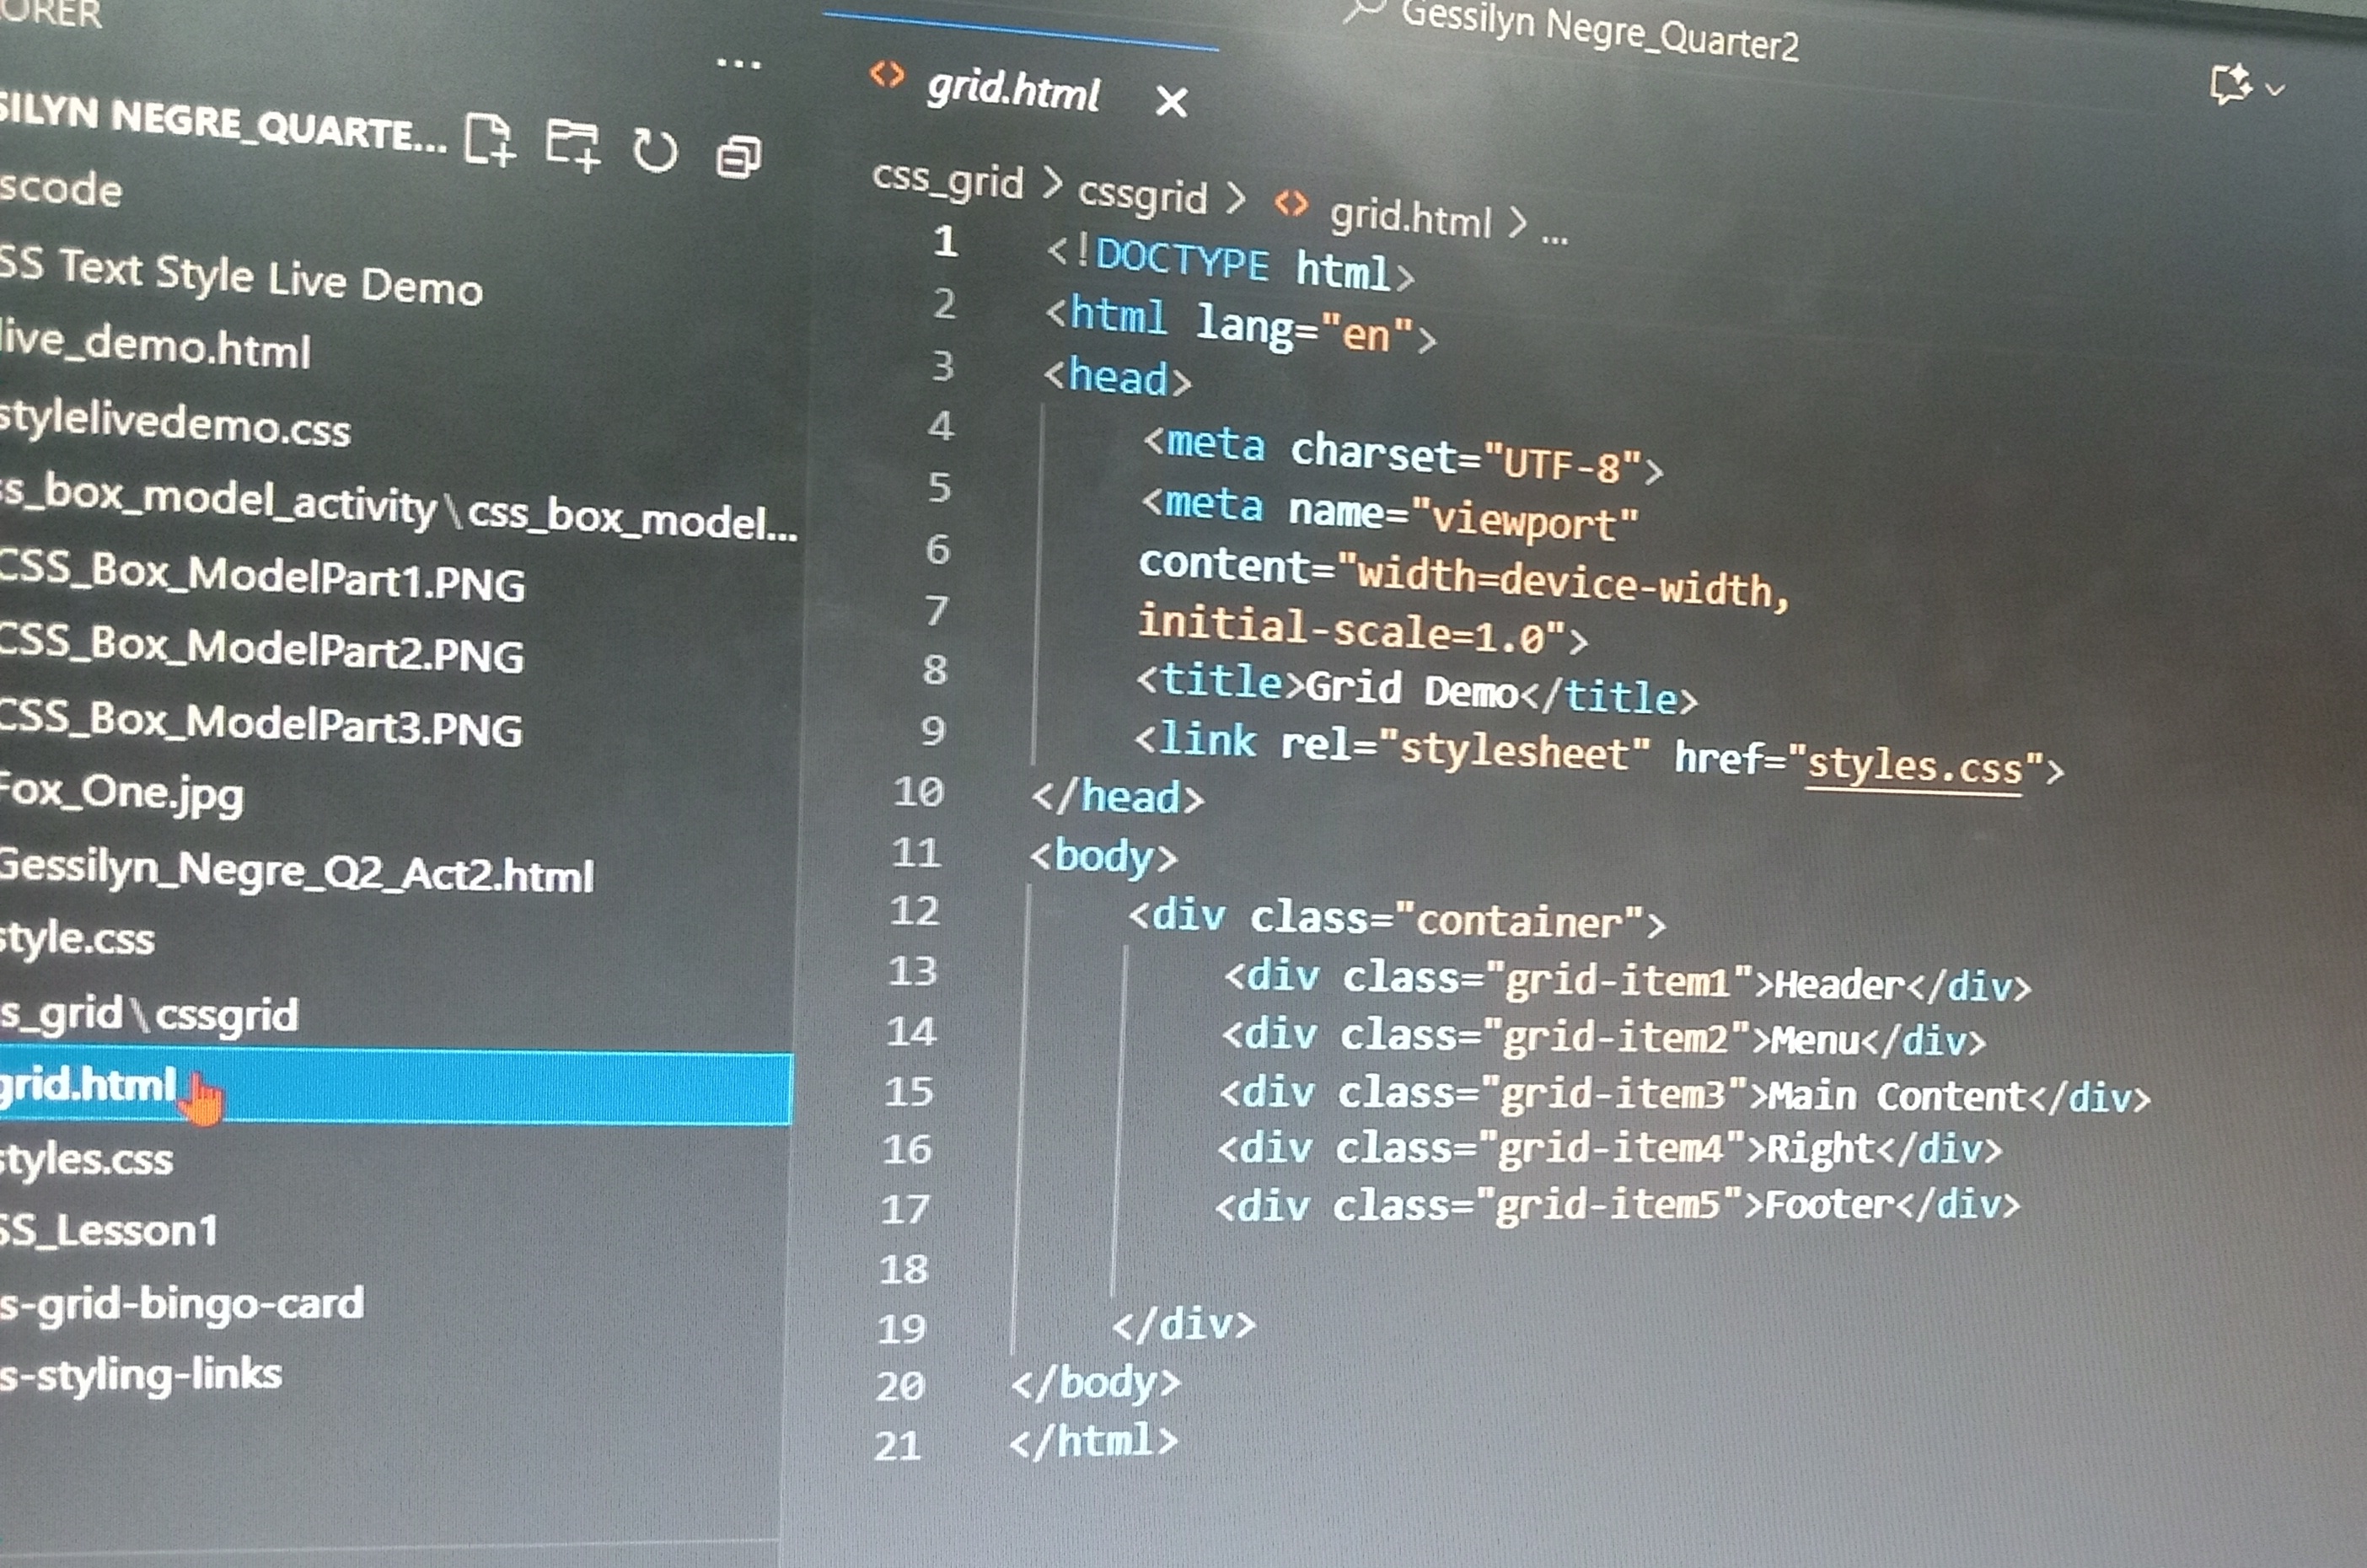 ORER
Gessilyn Negre_Quarter2
...
grid.html
SILYN NEGRE_QUARTE...
scode
SS Text Style Live Demo
live_demo.html
stylelivedemo.css
s_box_model_activity\css_box_model...
CSS_Box_ModelPart1.PNG
CSS_Box_ModelPart2.PNG
CSS_Box_ModelPart3.PNG
Fox_One.jpg
Gessilyn_Negre_Q2_Act2.html
style.css
s_grid\cssgrid
grid.html
styles.css
SS_Lesson1
s-grid-bingo-card
s-styling-links
css_grid > cssgrid > <> grid.html > ...
1 <!DOCTYPE html>
2 <html lang="en">
3 <head>
4 <meta charset="UTF-8">
5 <meta name="viewport"
6 content="width=device-width,
7 initial-scale=1.0">
8 <title>Grid Demo</title>
9 <link rel="stylesheet" href="styles.css">
10 </head>
11 <body>
12 <div class="container">
13 <div class="grid-item1">Header</div>
14 <div class="grid-item2">Menu</div>
15 <div class="grid-item3">Main Content</div>
16 <div class="grid-item4">Right</div>
17 <div class="grid-item5">Footer</div>
18
19 </div>
20 </body>
21 </html>